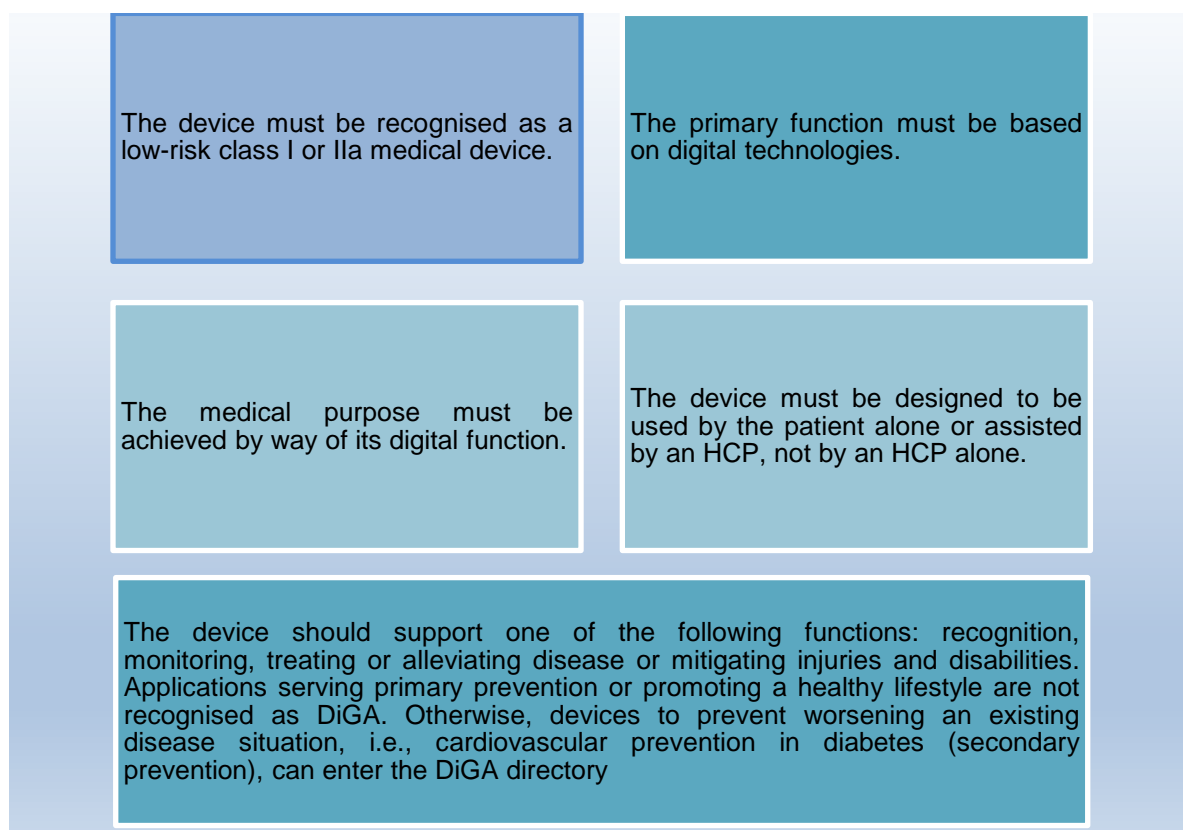 The device must be recognised as a
low-risk class I or IIa medical device.
The primary function must be based
on digital technologies.
The medical purpose must be
achieved by way of its digital function.
The device must be designed to be
used by the patient alone or assisted
by an HCP, not by an HCP alone.
The device should support one of the following functions: recognition,
monitoring, treating or alleviating disease or mitigating injuries and disabilities.
Applications serving primary prevention or promoting a healthy lifestyle are not
recognised as DiGA. Otherwise, devices to prevent worsening an existing
disease situation, i.e., cardiovascular prevention in diabetes (secondary
prevention), can enter the DiGA directory